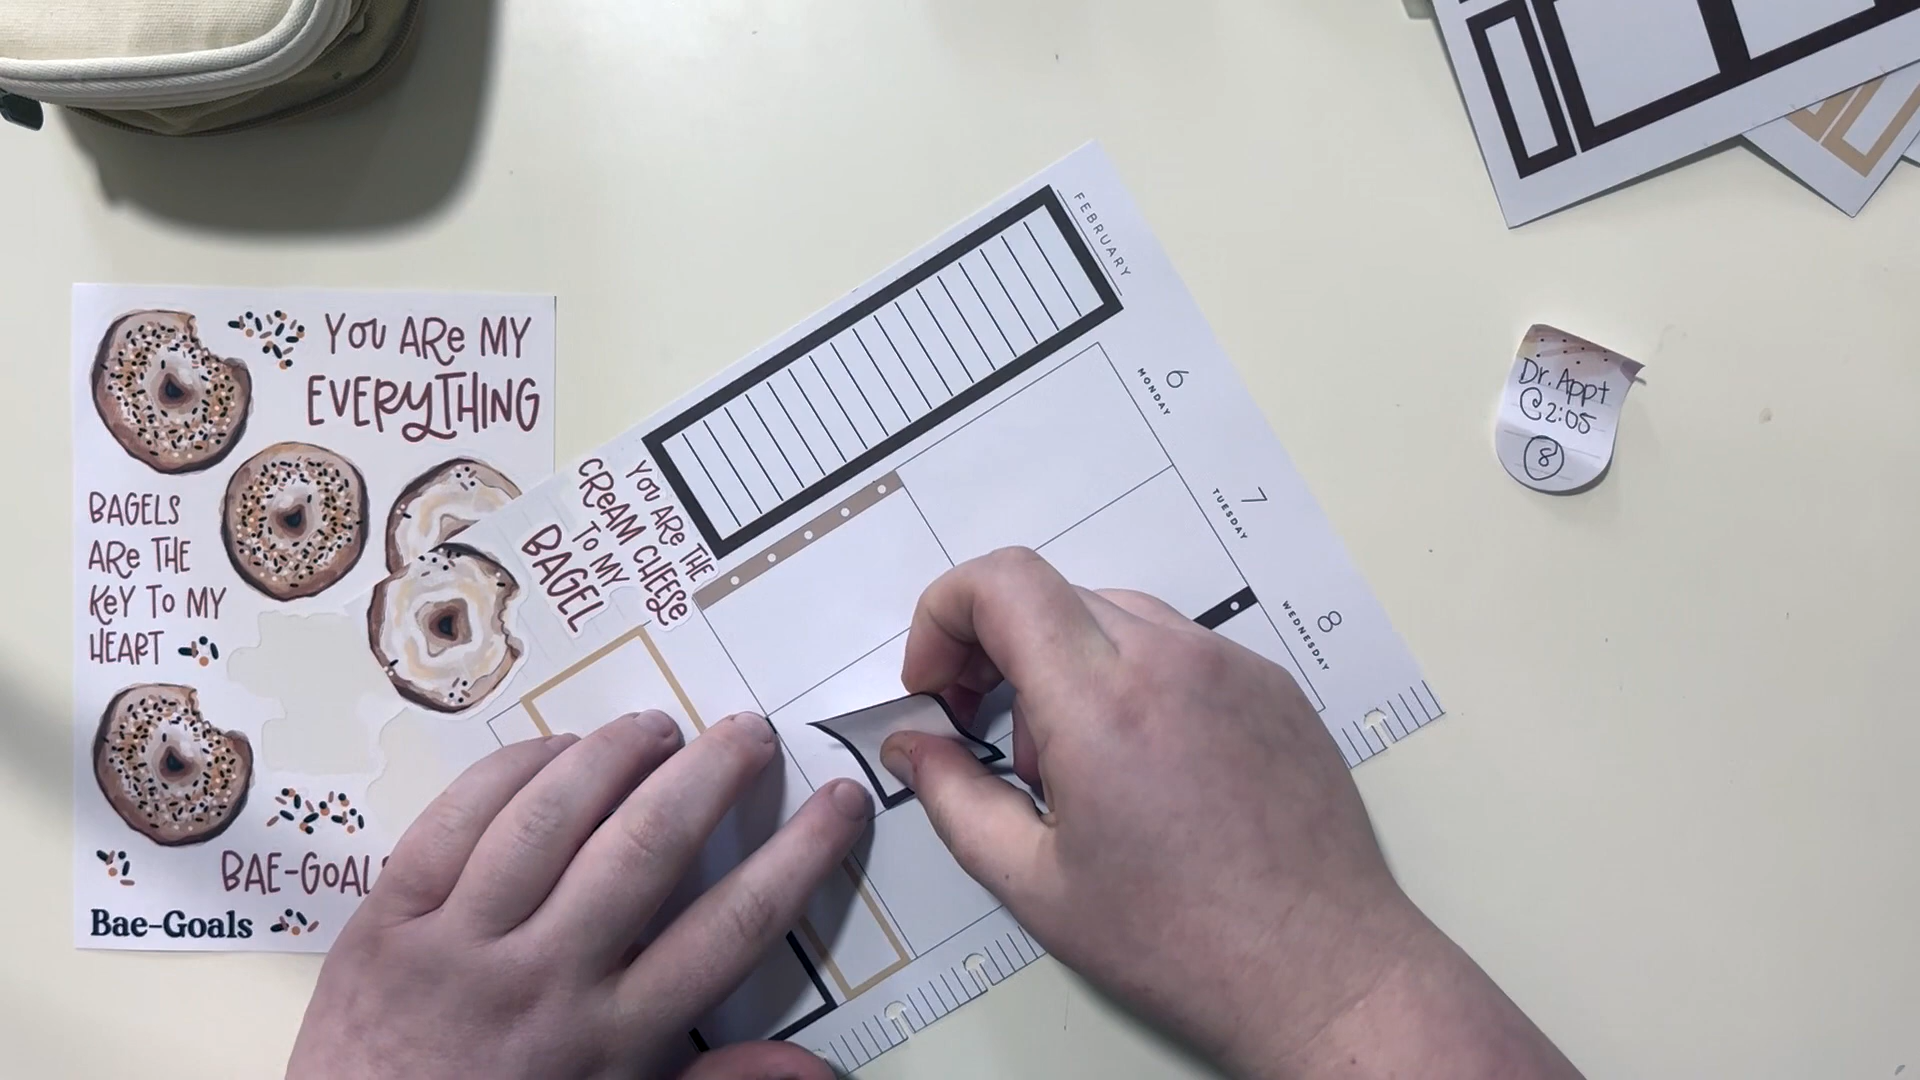 YOU ARE MY
EVERYTHING
BAGELS
ARE THE
KEY TO MY
HEART
BAE-GOALS
Bae-Goals
YOU ARE THE
CREAM CHEESE
TO MY
BAGEL
FEBRUARY
6
MONDAY
7
TUESDAY
8
WEDNESDAY
Dr. Appt
@2:05
8